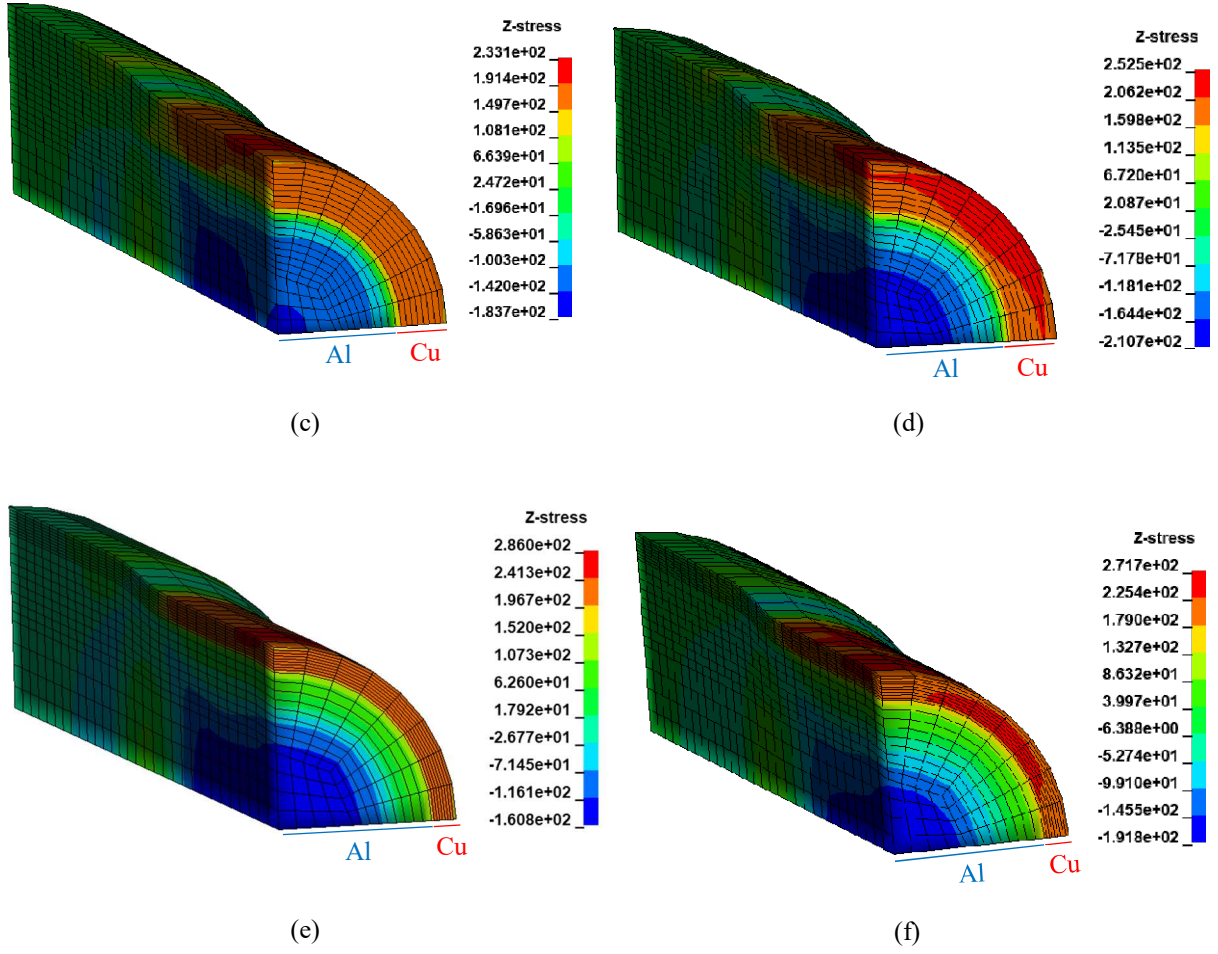 Z-stress
2.331e+02
1.914e+02
1.497e+02
1.081e+02
6.639e+01
2.472e+01
-1.696e+01
-5.863e+01
-1.003e+02
-1.420e+02
-1.837e+02
Al
Cu
(c)
Z-stress
2.525e+02
2.062e+02
1.598e+02
1.135e+02
6.720e+01
2.087e+01
-2.545e+01
-7.178e+01
-1.181e+02
-1.644e+02
-2.107e+02
Al
Cu
(d)
Z-stress
2.860e+02
2.413e+02
1.967e+02
1.520e+02
1.073e+02
6.260e+01
1.792e+01
-2.677e+01
-7.145e+01
-1.161e+02
-1.608e+02
Al
Cu
(e)
Z-stress
2.717e+02
2.254e+02
1.790e+02
1.327e+02
8.632e+01
3.997e+01
-6.388e+00
-5.274e+01
-9.910e+01
-1.455e+02
-1.918e+02
Al
Cu
(f)